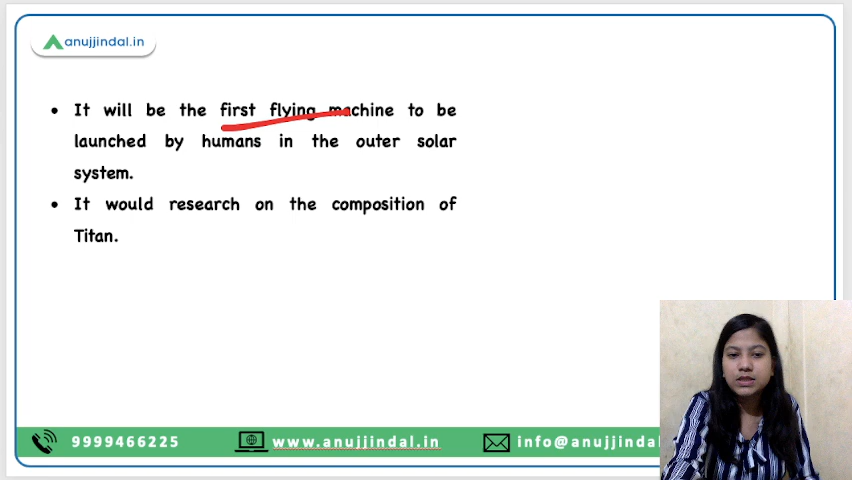 anujjindal.in
• It will be the first flying machine to be
launched by humans in the outer solar
system.
• It would research on the composition of
Titan.
9999466225 www.anujjindal.in info@anujjindal